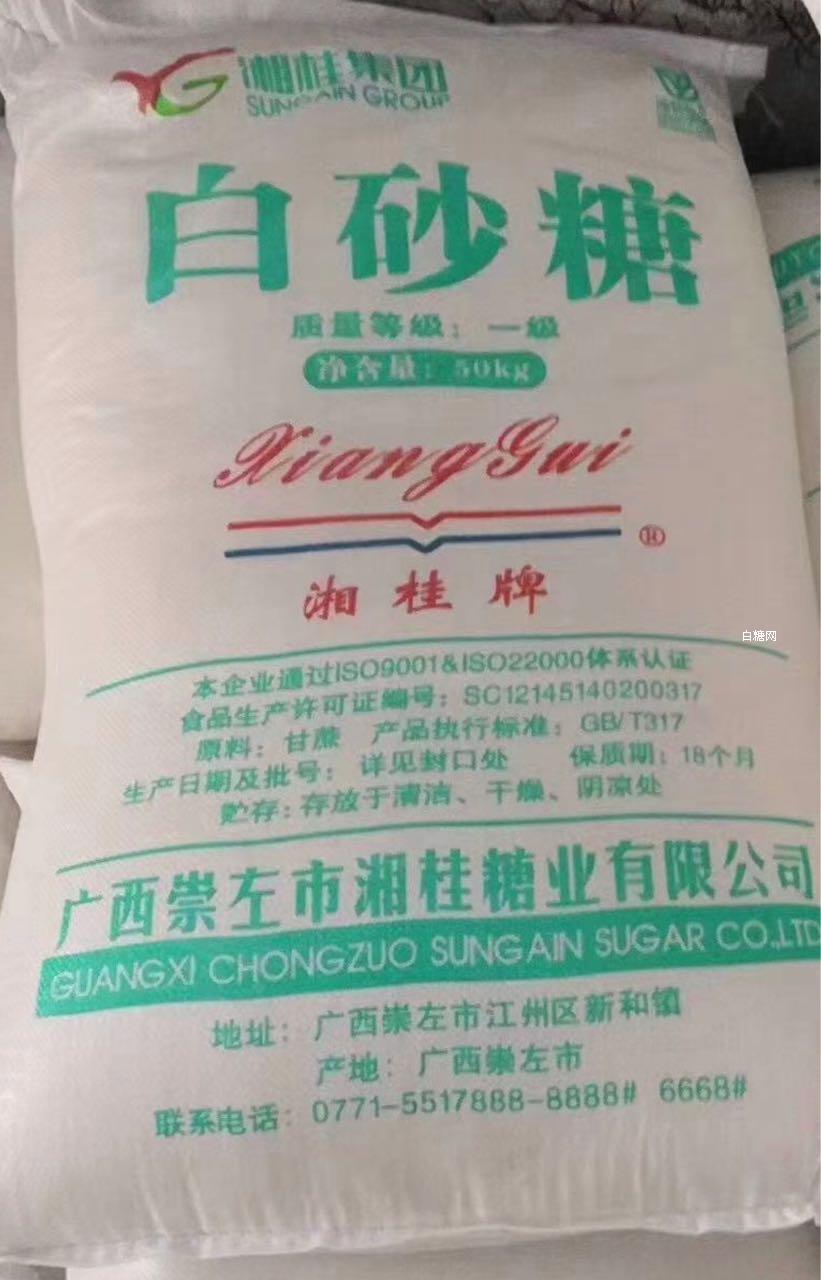 湘桂集团
SUNGAIN GROUP
白砂糖
质量等级：一级
净含量：50kg
XiangGui
®
湘桂牌
白糖网
本企业通过ISO9001&ISO22000体系认证
食品生产许可证编号：SC12145140200317
原料：甘蔗 产品执行标准：GB/T317
生产日期及批号：详见封口处 保质期：18个月
贮存：存放于清洁、干燥、阴凉处
广西崇左市湘桂糖业有限公司
GUANGXI CHONGZUO SUNGAIN SUGAR CO.,LTD
地址：广西崇左市江州区新和镇
产地：广西崇左市
联系电话：0771-5517888-8888# 6668#